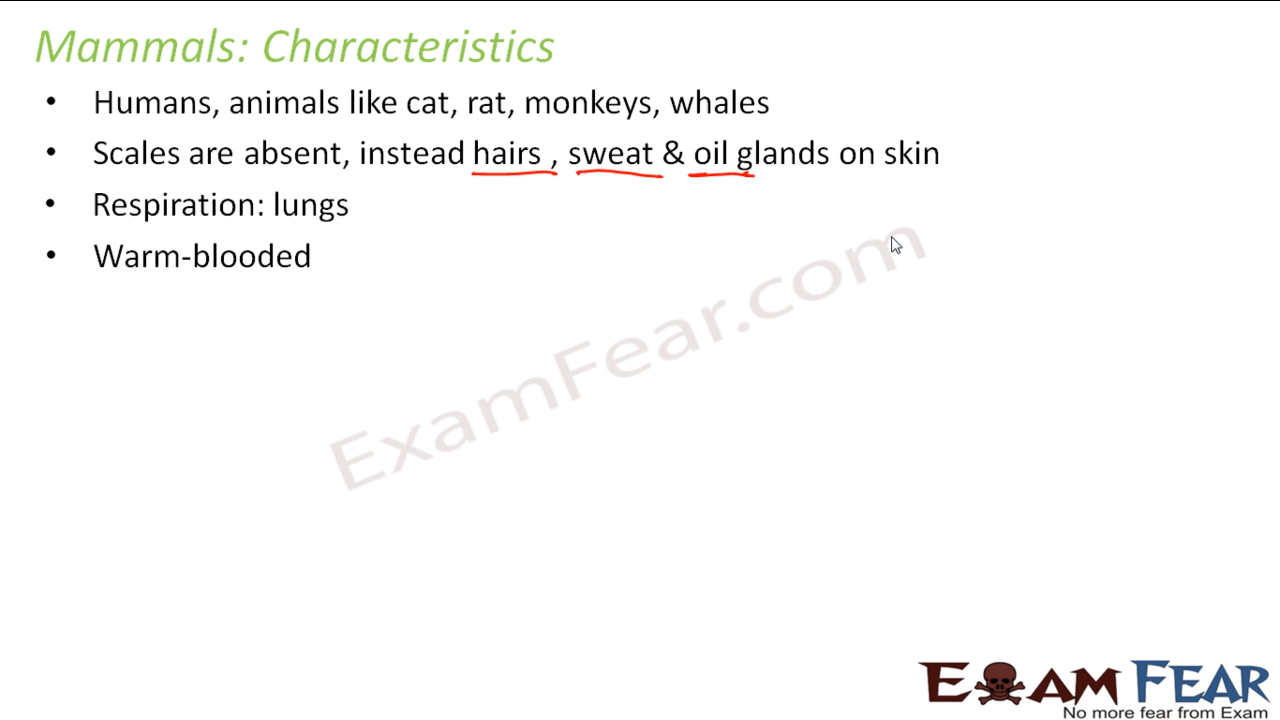 Mammals: Characteristics
• Humans, animals like cat, rat, monkeys, whales
• Scales are absent, instead hairs , sweat & oil glands on skin
• Respiration: lungs
• Warm-blooded
ExamFear.com
EXAM FEAR
No more fear from Exam